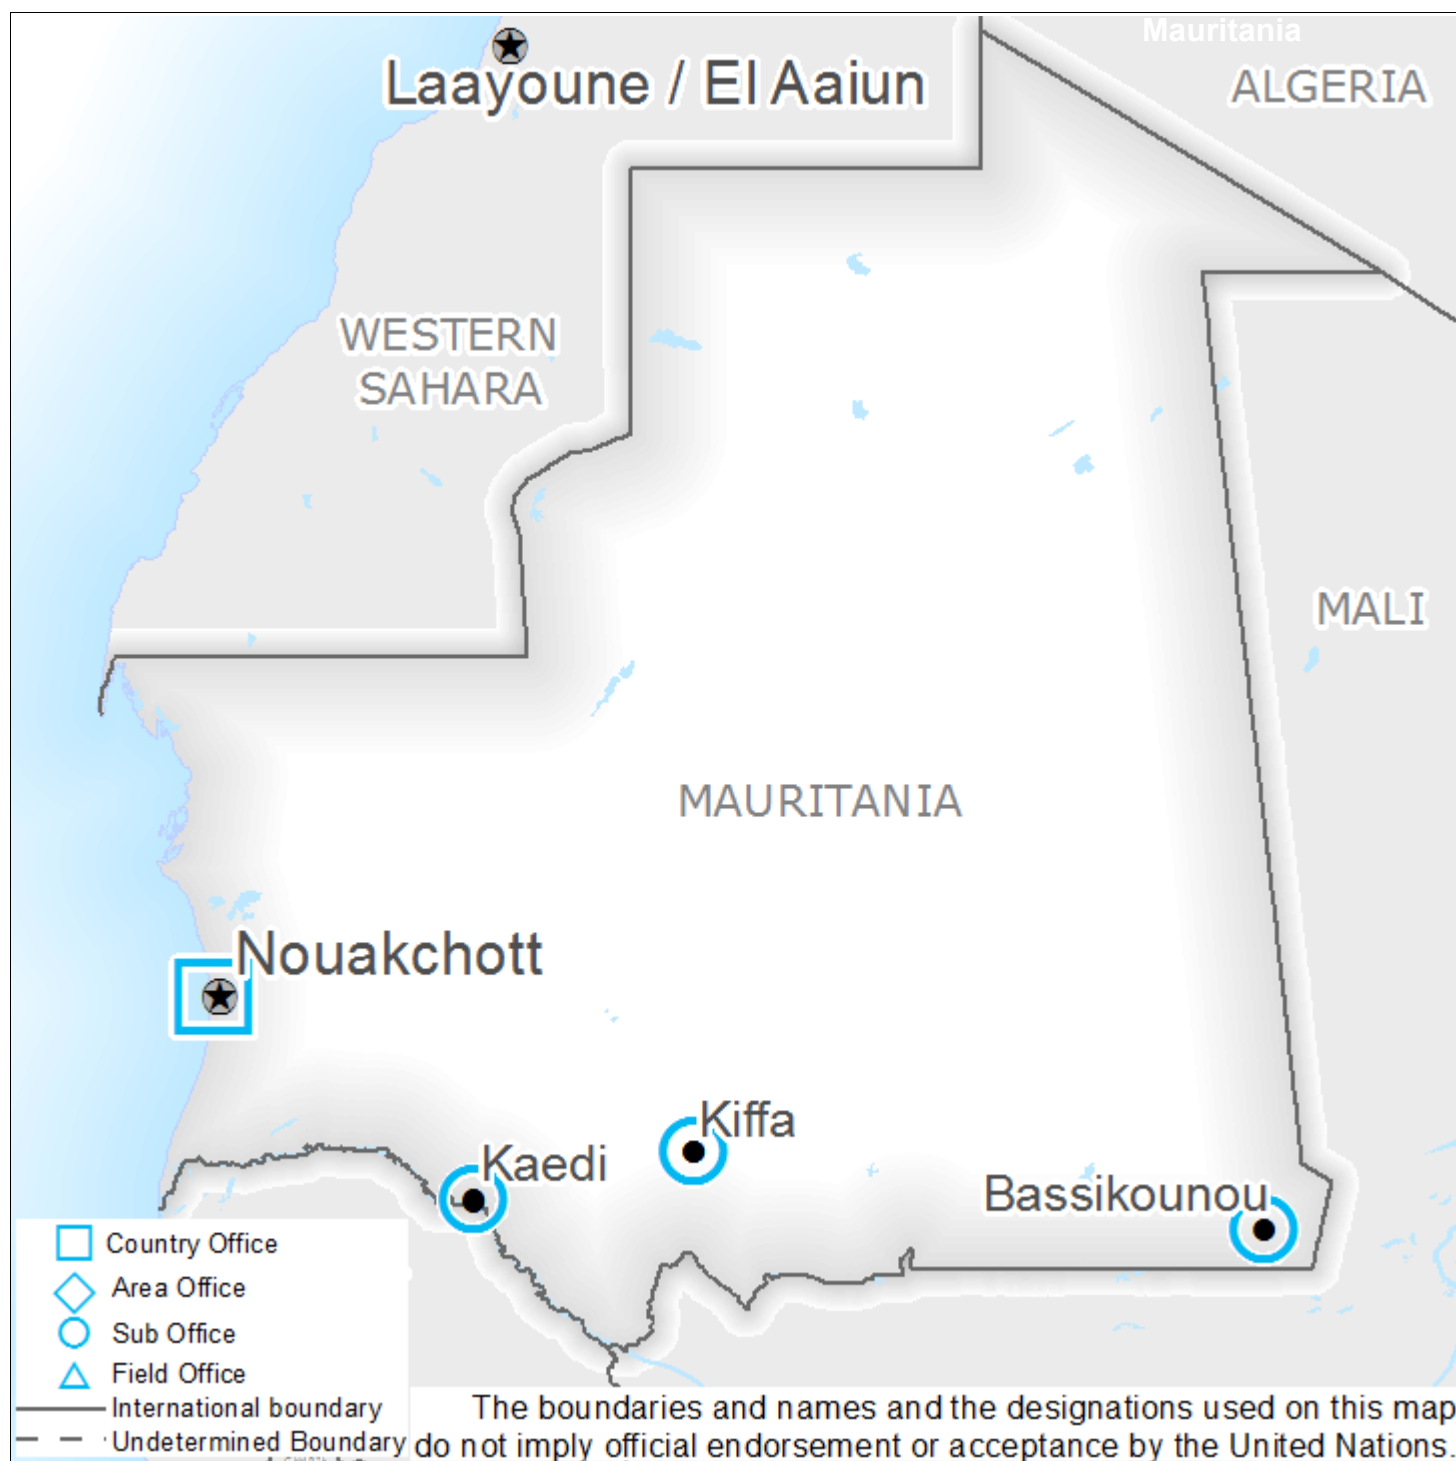 Mauritania
Laayoune / El Aaiun
ALGERIA
WESTERN
SAHARA
MALI
MAURITANIA
Nouakchott
Kiffa
Kaedi
Bassikounou
Country Office
Area Office
Sub Office
Field Office
International boundary
Undetermined Boundary
The boundaries and names and the designations used on this map
do not imply official endorsement or acceptance by the United Nations.